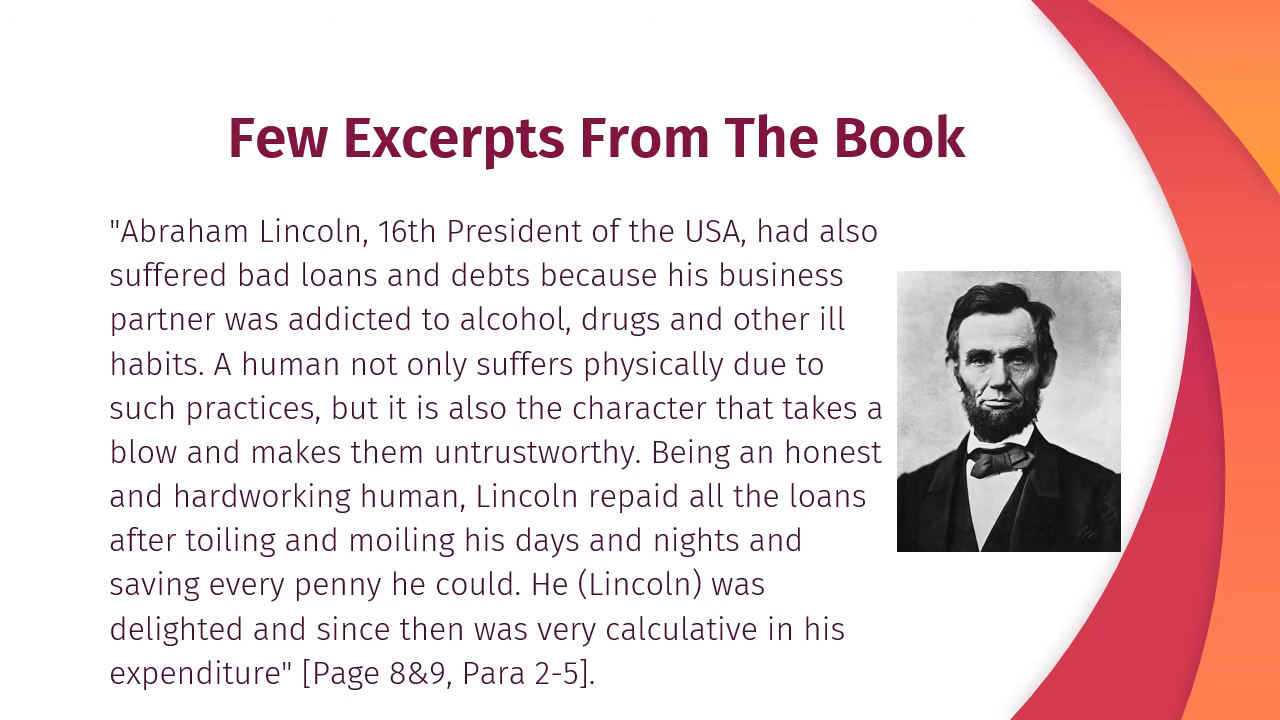 Few Excerpts From The Book
"Abraham Lincoln, 16th President of the USA, had also
suffered bad loans and debts because his business
partner was addicted to alcohol, drugs and other ill
habits. A human not only suffers physically due to
such practices, but it is also the character that takes a
blow and makes them untrustworthy. Being an honest
and hardworking human, Lincoln repaid all the loans
after toiling and moiling his days and nights and
saving every penny he could. He (Lincoln) was
delighted and since then was very calculative in his
expenditure" [Page 8&9, Para 2-5].